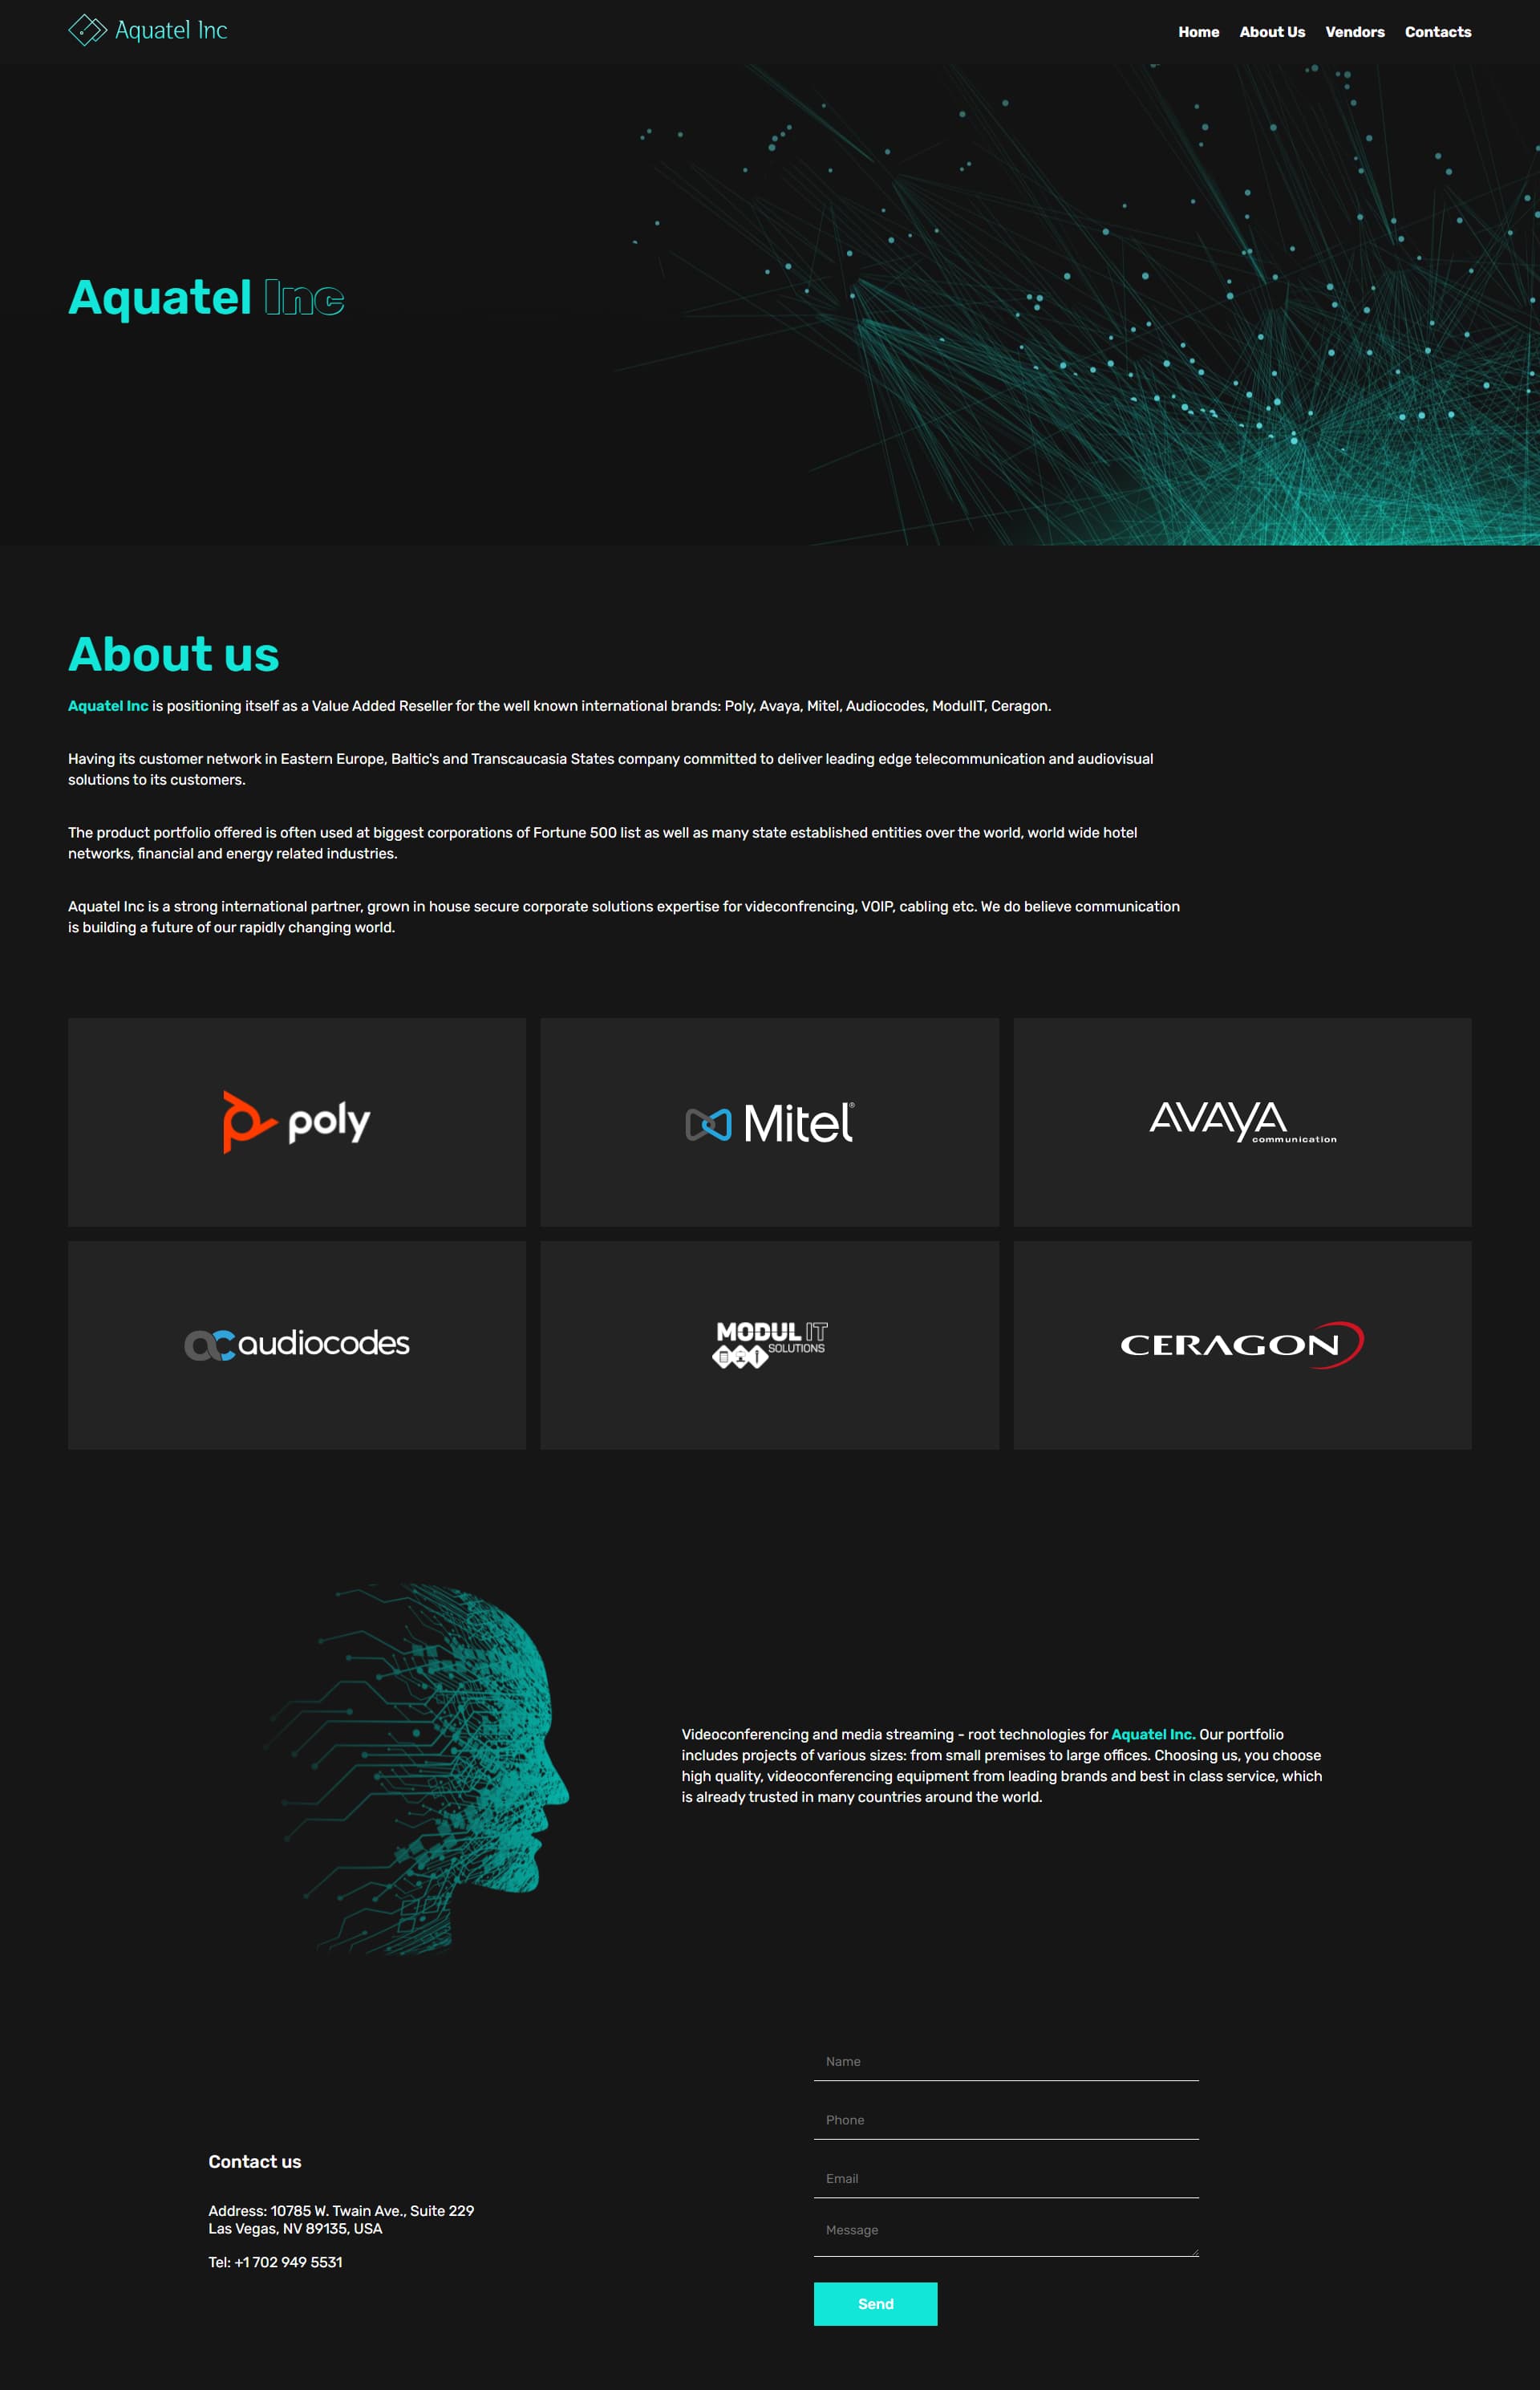 Aquatel Inc
Home About Us Vendors Contacts
Aquatel Inc
About us
Aquatel Inc is positioning itself as a Value Added Reseller for the well known international brands: Poly, Avaya, Mitel, Audiocodes, ModulIT, Ceragon.
Having its customer network in Eastern Europe, Baltic's and Transcaucasia States company committed to deliver leading edge telecommunication and audiovisual
solutions to its customers.
The product portfolio offered is often used at biggest corporations of Fortune 500 list as well as many state established entities over the world, world wide hotel
networks, financial and energy related industries.
Aquatel Inc is a strong international partner, grown in house secure corporate solutions expertise for videconfrencing, VOIP, cabling etc. We do believe communication
is building a future of our rapidly changing world.
poly
Mitel®
AVAYA
communication
ac audiocodes
MODUL IT
SOLUTIONS
CERAGON
Videoconferencing and media streaming - root technologies for Aquatel Inc. Our portfolio
includes projects of various sizes: from small premises to large offices. Choosing us, you choose
high quality, videoconferencing equipment from leading brands and best in class service, which
is already trusted in many countries around the world.
Contact us
Address: 10785 W. Twain Ave., Suite 229
Las Vegas, NV 89135, USA
Tel: +1 702 949 5531
Name
Phone
Email
Message
Send